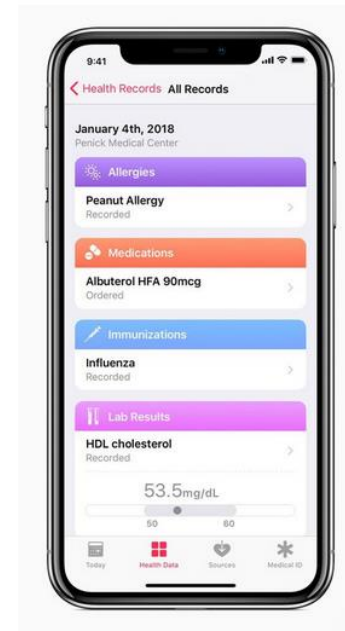 9:41
Health Records All Records
January 4th, 2018
Penick Medical Center
Allergies
Peanut Allergy
Recorded
Medications
Albuterol HFA 90mcg
Ordered
Immunizations
Influenza
Recorded
Lab Results
HDL cholesterol
Recorded
53.5mg/dL
50 60
Today Health Data Sources Medical ID